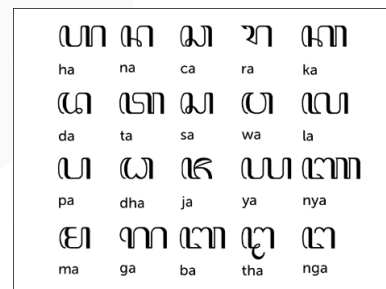 ꦲ ꦤ ꦕ ꦫ ꦏ
ha na ca ra ka
ꦢ ꦠ ꦱ ꦮ ꦭ
da ta sa wa la
ꦥ ꦝ ꦗ ꦪ ꦚ
pa dha ja ya nya
ꦩ ꦒ ꦧ ꦛ ꦔ
ma ga ba tha nga